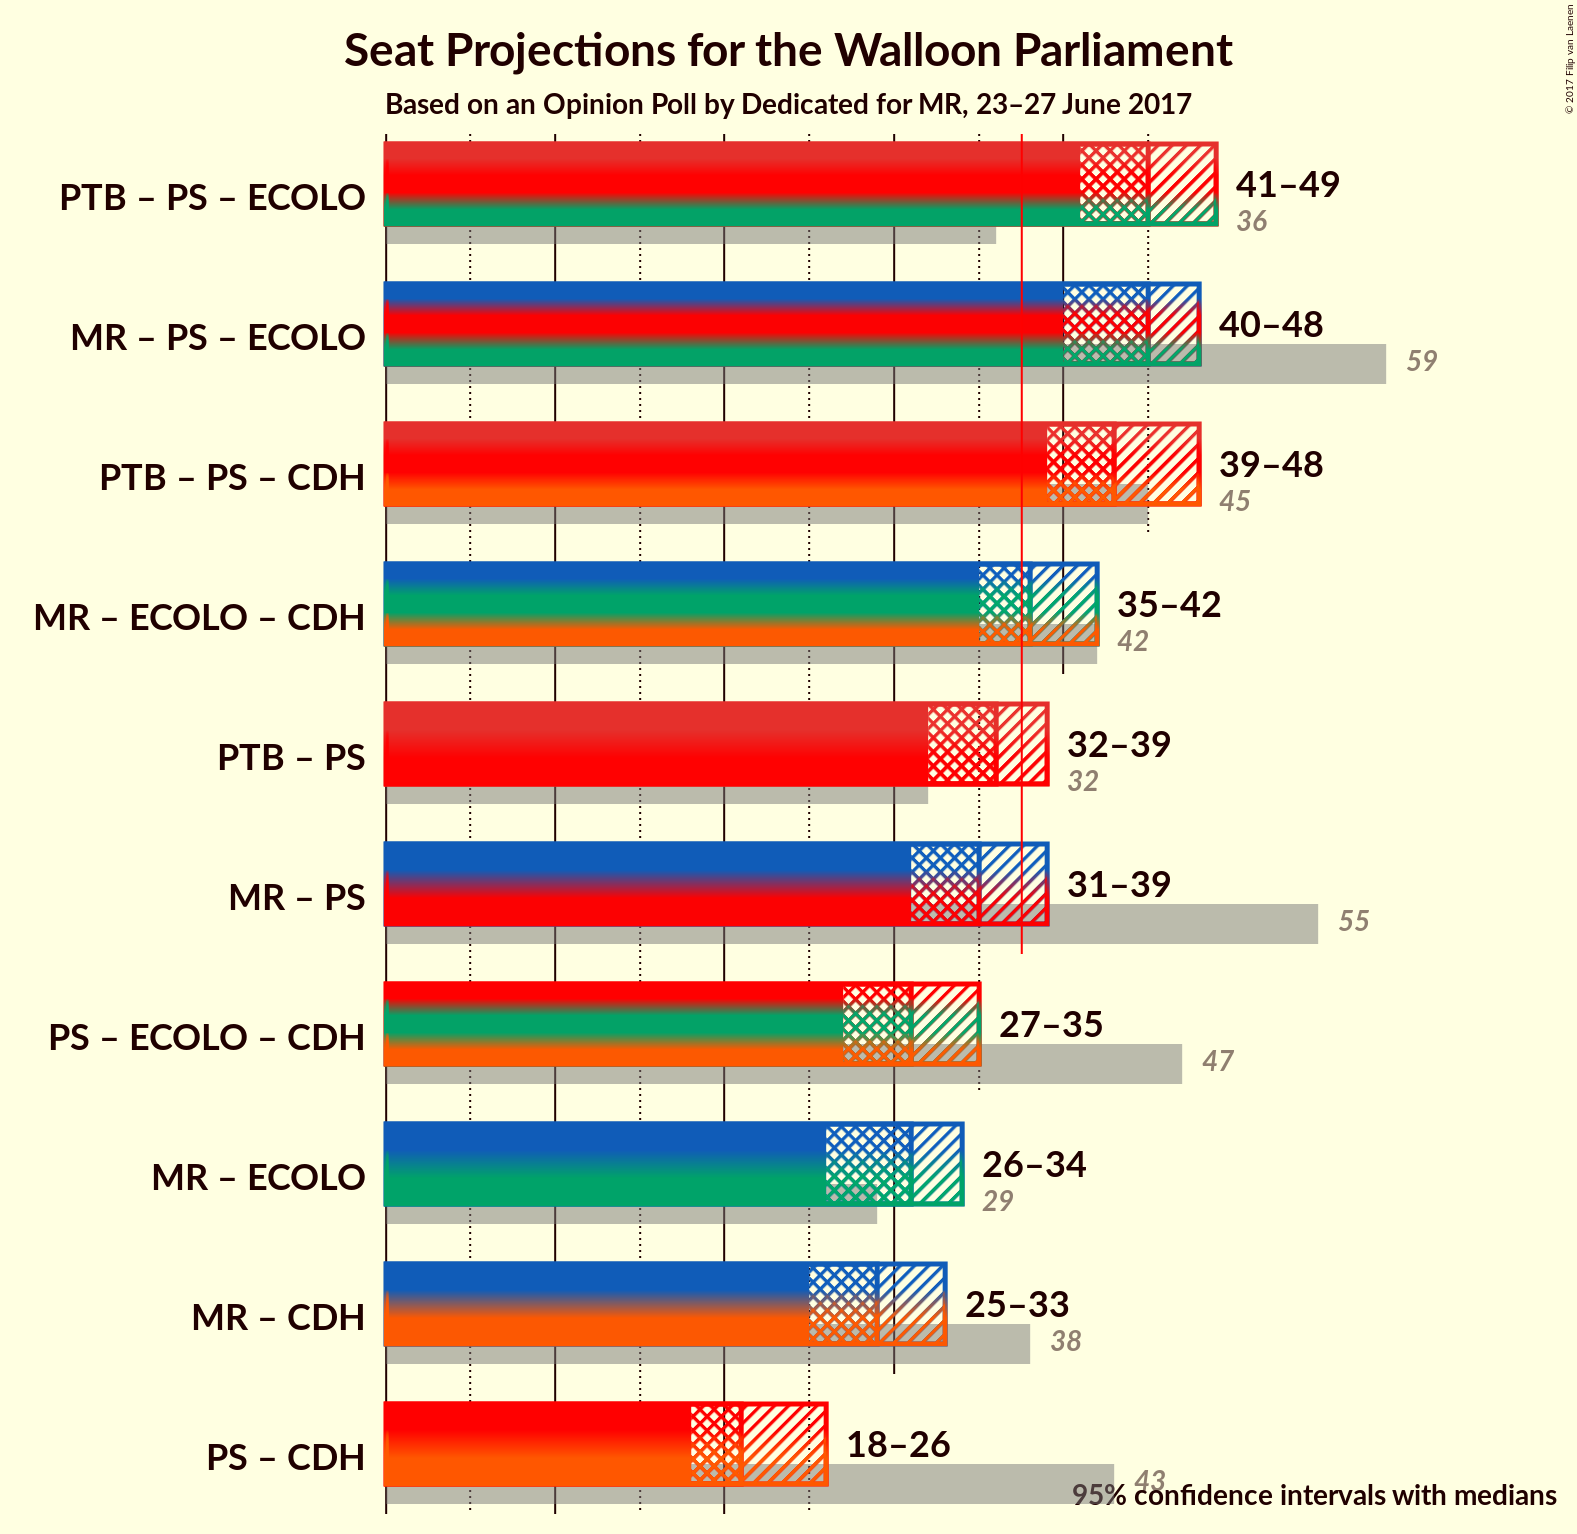 Seat Projections for the Walloon Parliament
Based on an Opinion Poll by Dedicated for MR, 23–27 June 2017
© 2017 Filip van Laenen
PTB – PS – ECOLO
41–49
36
MR – PS – ECOLO
40–48
59
PTB – PS – CDH
39–48
45
MR – ECOLO – CDH
35–42
42
PTB – PS
32–39
32
MR – PS
31–39
55
PS – ECOLO – CDH
27–35
47
MR – ECOLO
26–34
29
MR – CDH
25–33
38
PS – CDH
18–26
43
95% confidence intervals with medians